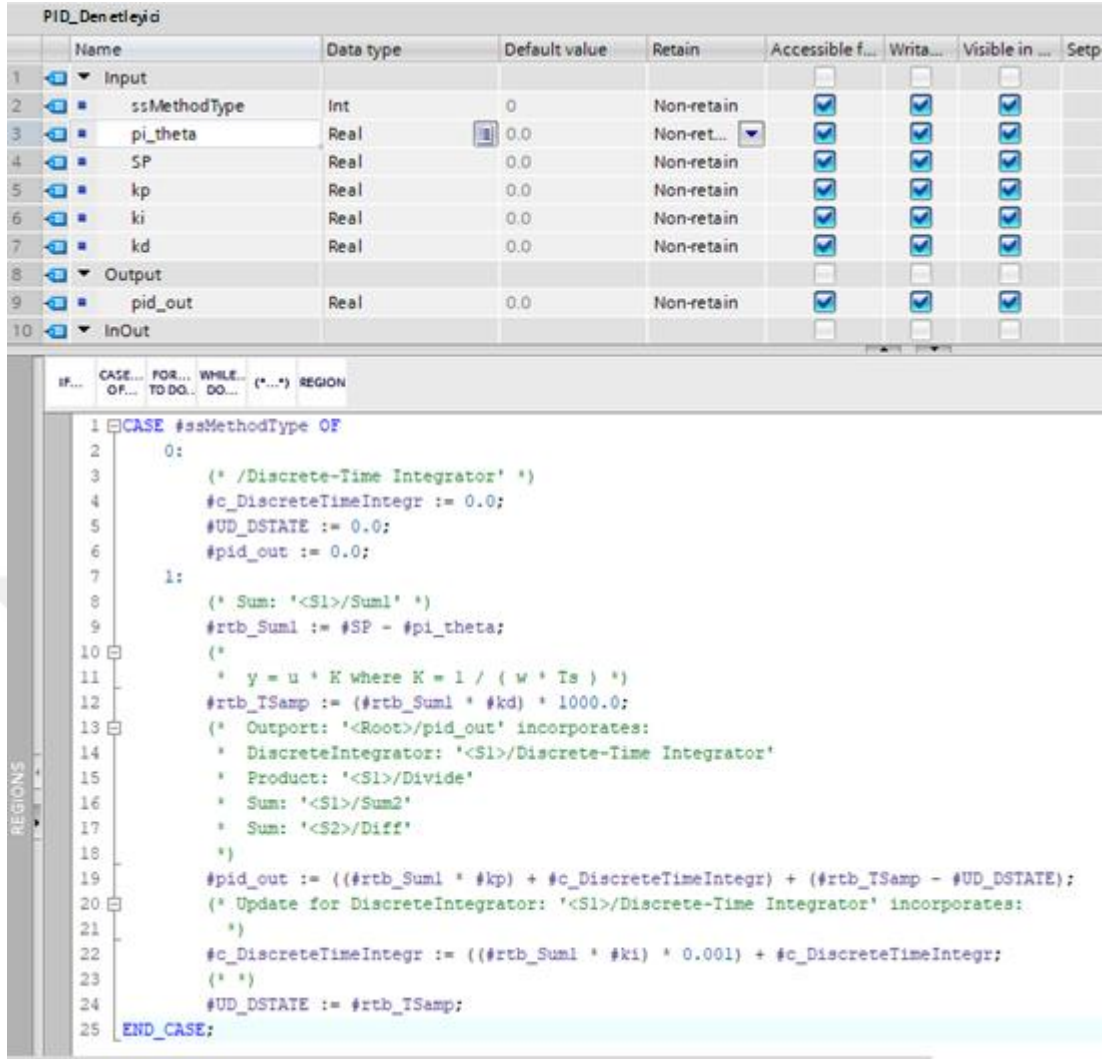 PID_Denetleyici
Name Data type Default value Retain Accessible f... Writa... Visible in ... Setp
1 Input
2 ssMethodType Int 0 Non-retain
3 pi_theta Real 0.0 Non-ret...
4 SP Real 0.0 Non-retain
5 kp Real 0.0 Non-retain
6 ki Real 0.0 Non-retain
7 kd Real 0.0 Non-retain
8 Output
9 pid_out Real 0.0 Non-retain
10 InOut
IF... CASE... OF... FOR... TO DO... WHILE... DO... (*...*) REGION
REGIONS
1 CASE #ssMethodType OF
2 0:
3 (* /Discrete-Time Integrator' *)
4 #c_DiscreteTimeIntegr := 0.0;
5 #UD_DSTATE := 0.0;
6 #pid_out := 0.0;
7 1:
8 (* Sum: '<S1>/Sum1' *)
9 #rtb_Sum1 := #SP - #pi_theta;
10 (*
11 * y = u * K where K = 1 / ( w * Ts ) *)
12 #rtb_TSamp := (#rtb_Sum1 * #kd) * 1000.0;
13 (* Outport: '<Root>/pid_out' incorporates:
14 * DiscreteIntegrator: '<S1>/Discrete-Time Integrator'
15 * Product: '<S1>/Divide'
16 * Sum: '<S1>/Sum2'
17 * Sum: '<S2>/Diff'
18 *)
19 #pid_out := ((#rtb_Sum1 * #kp) + #c_DiscreteTimeIntegr) + (#rtb_TSamp - #UD_DSTATE);
20 (* Update for DiscreteIntegrator: '<S1>/Discrete-Time Integrator' incorporates:
21 *)
22 #c_DiscreteTimeIntegr := ((#rtb_Sum1 * #ki) * 0.001) + #c_DiscreteTimeIntegr;
23 (* *)
24 #UD_DSTATE := #rtb_TSamp;
25 END_CASE;